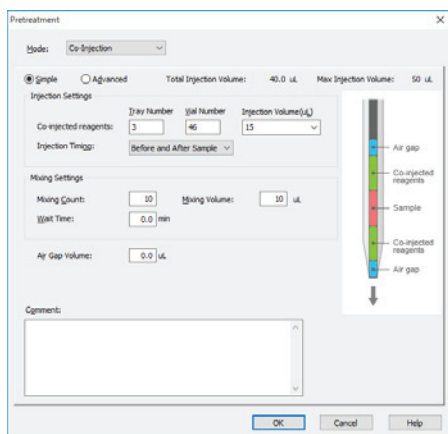 Pretreatment
Mode: Co-Injection
Simple Advanced Total Injection Volume: 40.0 uL Max Injection Volume: 50 uL
Injection Settings
Tray Number Vial Number Injection Volume(uL)
Co-injected reagents: 3 46 15
Injection Timing: Before and After Sample
Mixing Settings
Mixing Count: 10 Mixing Volume: 10 uL
Wait Time: 0.0 min
Air Gap Volume: 0.0 uL
Air gap
Co-injected
reagents
Sample
Co-injected
reagents
Air gap
Comment:
OK Cancel Help